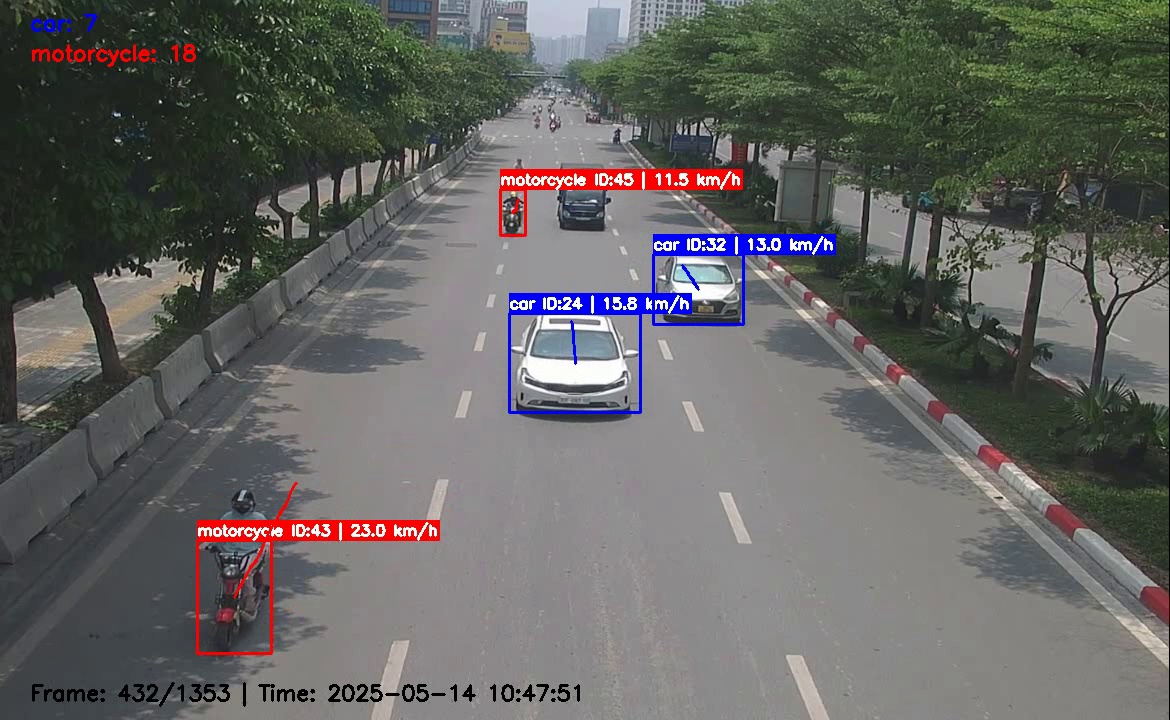 car: 7
motorcycle: 18
motorcycle ID:45 | 11.5 km/h
car ID:32 | 13.0 km/h
car ID:24 | 15.8 km/h
motorcycle ID:43 | 23.0 km/h
Frame: 432/1353 | Time: 2025-05-14 10:47:51